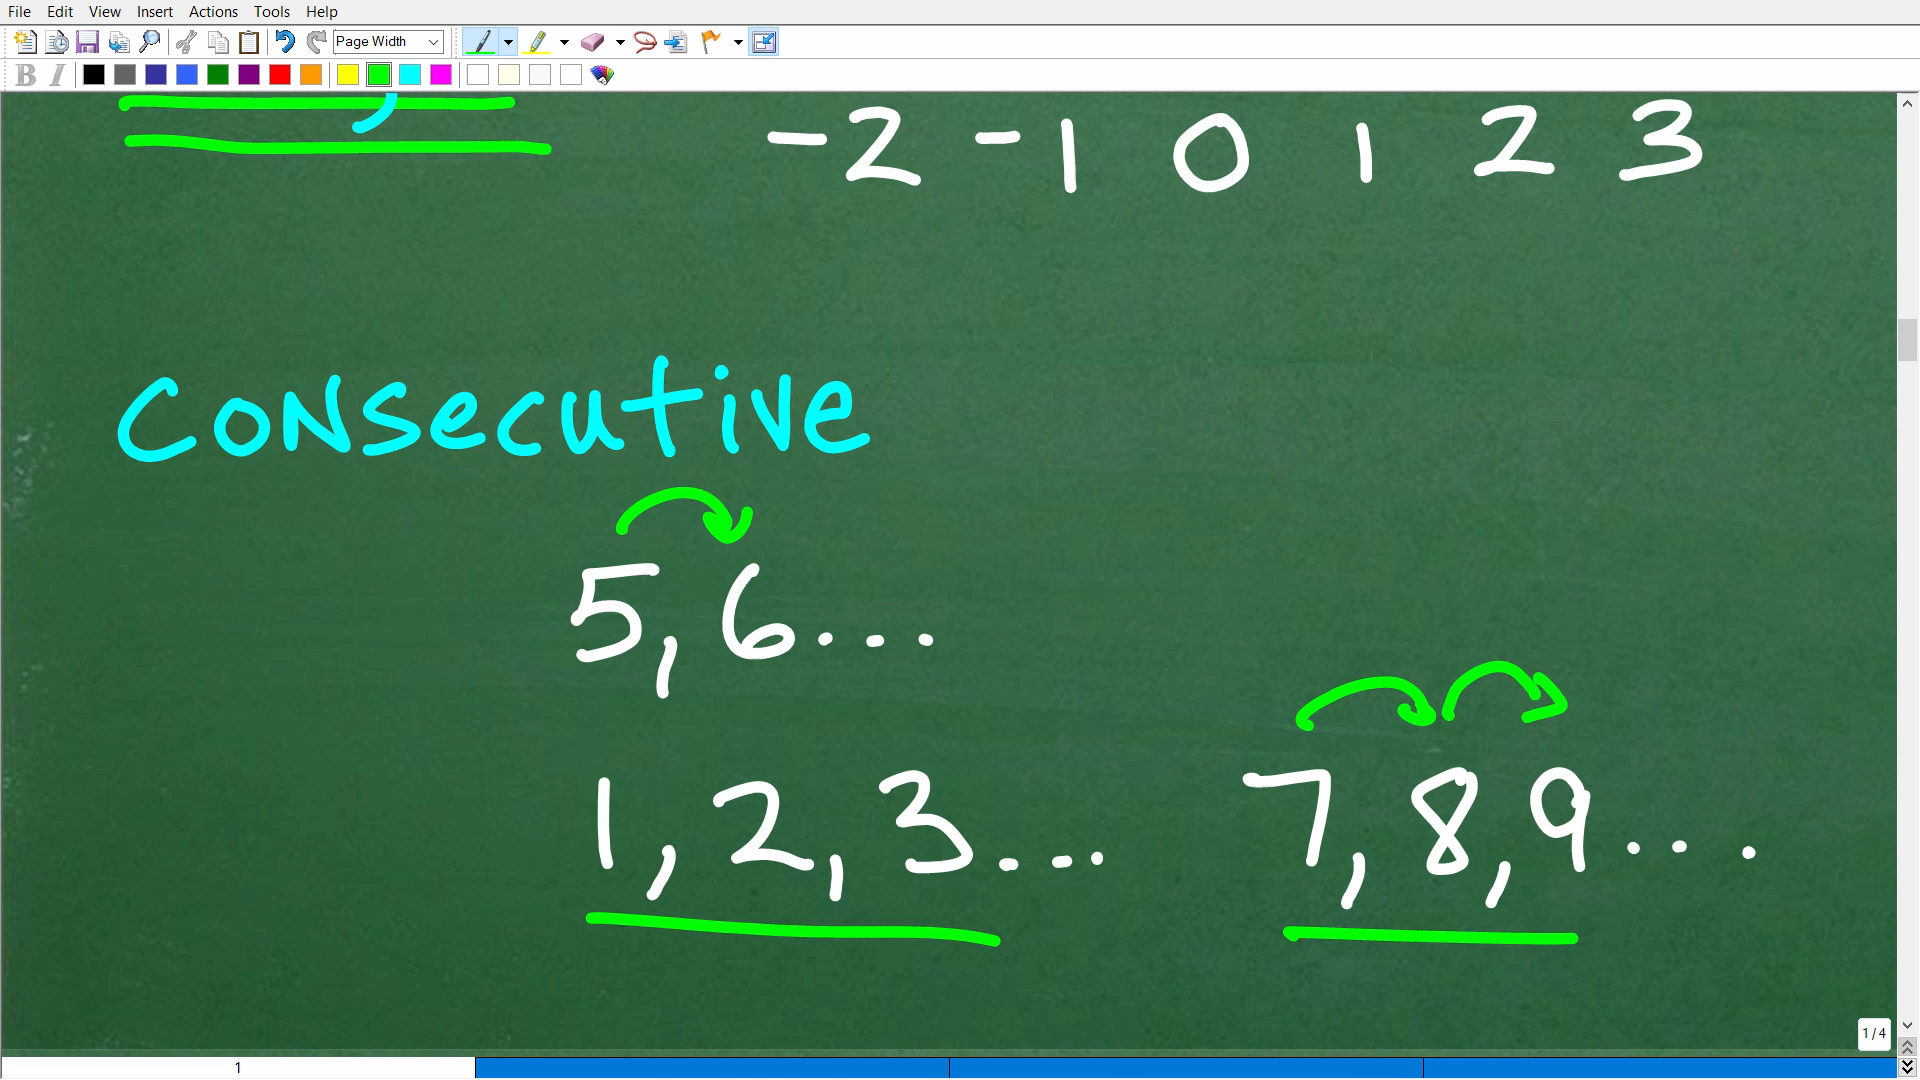 File Edit View Insert Actions Tools Help
Page Width
B I
-2 -1 0 1 2 3
Consecutive
5, 6...
1, 2, 3... 7, 8, 9...
1 / 4
1